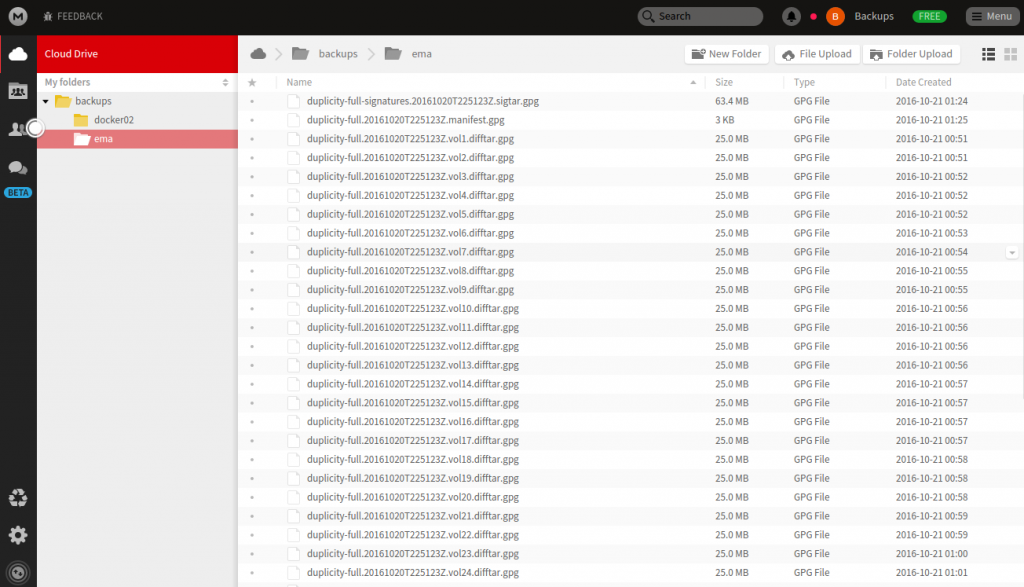 M FEEDBACK Search B Backups FREE Menu
Cloud Drive backups ema New Folder File Upload Folder Upload
My folders Name Size Type Date Created
backups
docker02
ema
BETA
duplicity-full-signatures.20161020T225123Z.sigtar.gpg 63.4 MB GPG File 2016-10-21 01:24
duplicity-full.20161020T225123Z.manifest.gpg 3 KB GPG File 2016-10-21 01:25
duplicity-full.20161020T225123Z.vol1.difftar.gpg 25.0 MB GPG File 2016-10-21 00:51
duplicity-full.20161020T225123Z.vol2.difftar.gpg 25.0 MB GPG File 2016-10-21 00:51
duplicity-full.20161020T225123Z.vol3.difftar.gpg 25.0 MB GPG File 2016-10-21 00:52
duplicity-full.20161020T225123Z.vol4.difftar.gpg 25.0 MB GPG File 2016-10-21 00:52
duplicity-full.20161020T225123Z.vol5.difftar.gpg 25.0 MB GPG File 2016-10-21 00:52
duplicity-full.20161020T225123Z.vol6.difftar.gpg 25.0 MB GPG File 2016-10-21 00:53
duplicity-full.20161020T225123Z.vol7.difftar.gpg 25.0 MB GPG File 2016-10-21 00:54
duplicity-full.20161020T225123Z.vol8.difftar.gpg 25.0 MB GPG File 2016-10-21 00:55
duplicity-full.20161020T225123Z.vol9.difftar.gpg 25.0 MB GPG File 2016-10-21 00:55
duplicity-full.20161020T225123Z.vol10.difftar.gpg 25.0 MB GPG File 2016-10-21 00:56
duplicity-full.20161020T225123Z.vol11.difftar.gpg 25.0 MB GPG File 2016-10-21 00:56
duplicity-full.20161020T225123Z.vol12.difftar.gpg 25.0 MB GPG File 2016-10-21 00:56
duplicity-full.20161020T225123Z.vol13.difftar.gpg 25.0 MB GPG File 2016-10-21 00:56
duplicity-full.20161020T225123Z.vol14.difftar.gpg 25.0 MB GPG File 2016-10-21 00:57
duplicity-full.20161020T225123Z.vol15.difftar.gpg 25.0 MB GPG File 2016-10-21 00:57
duplicity-full.20161020T225123Z.vol16.difftar.gpg 25.0 MB GPG File 2016-10-21 00:57
duplicity-full.20161020T225123Z.vol17.difftar.gpg 25.0 MB GPG File 2016-10-21 00:57
duplicity-full.20161020T225123Z.vol18.difftar.gpg 25.0 MB GPG File 2016-10-21 00:58
duplicity-full.20161020T225123Z.vol19.difftar.gpg 25.0 MB GPG File 2016-10-21 00:58
duplicity-full.20161020T225123Z.vol20.difftar.gpg 25.0 MB GPG File 2016-10-21 00:58
duplicity-full.20161020T225123Z.vol21.difftar.gpg 25.0 MB GPG File 2016-10-21 00:59
duplicity-full.20161020T225123Z.vol22.difftar.gpg 25.0 MB GPG File 2016-10-21 00:59
duplicity-full.20161020T225123Z.vol23.difftar.gpg 25.0 MB GPG File 2016-10-21 01:00
duplicity-full.20161020T225123Z.vol24.difftar.gpg 25.0 MB GPG File 2016-10-21 01:01